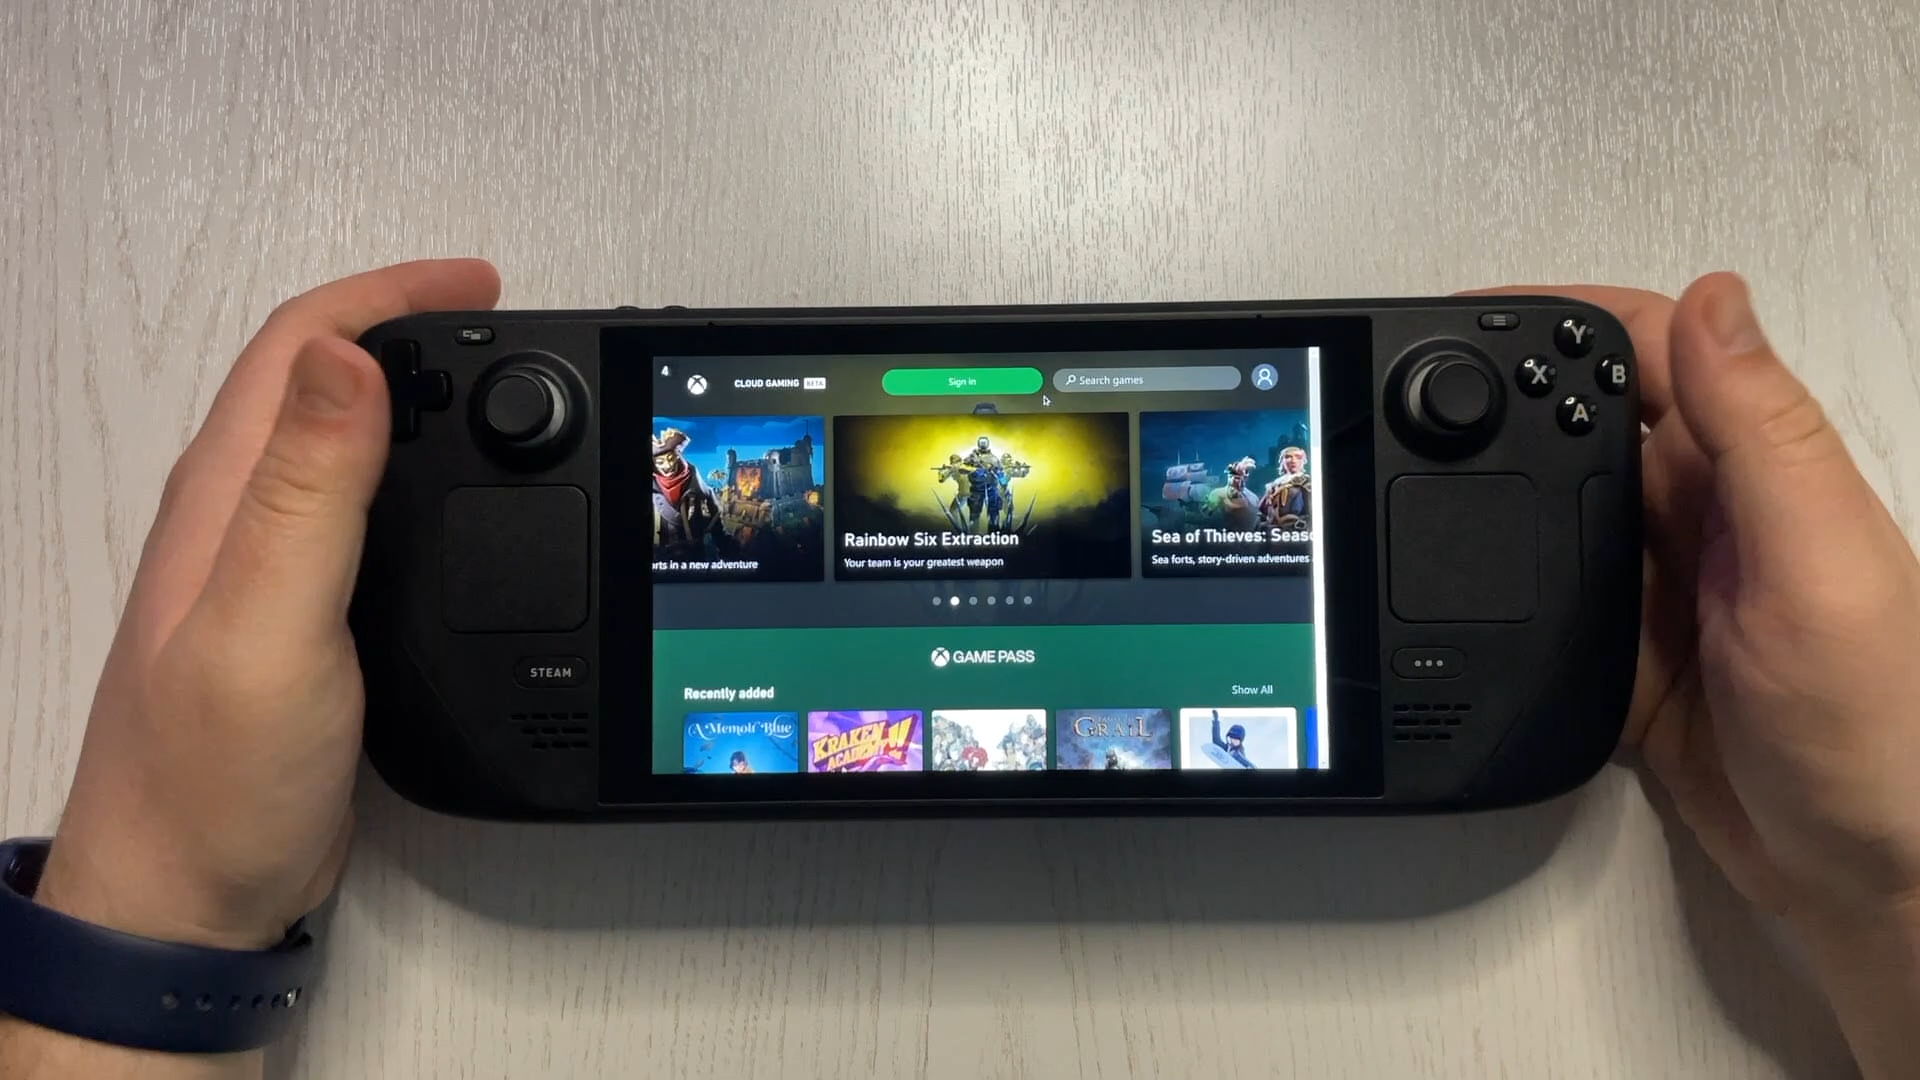 4
CLOUD GAMING BETA
Sign in
Search games
Y
X
B
A
rts in a new adventure
Rainbow Six Extraction
Your team is your greatest weapon
Sea of Thieves: Seas
Sea forts, story-driven adventures
STEAM
GAME PASS
Recently added
Show All
A Memoir Blue
KRAKEN ACADEMY!!
GRAIL